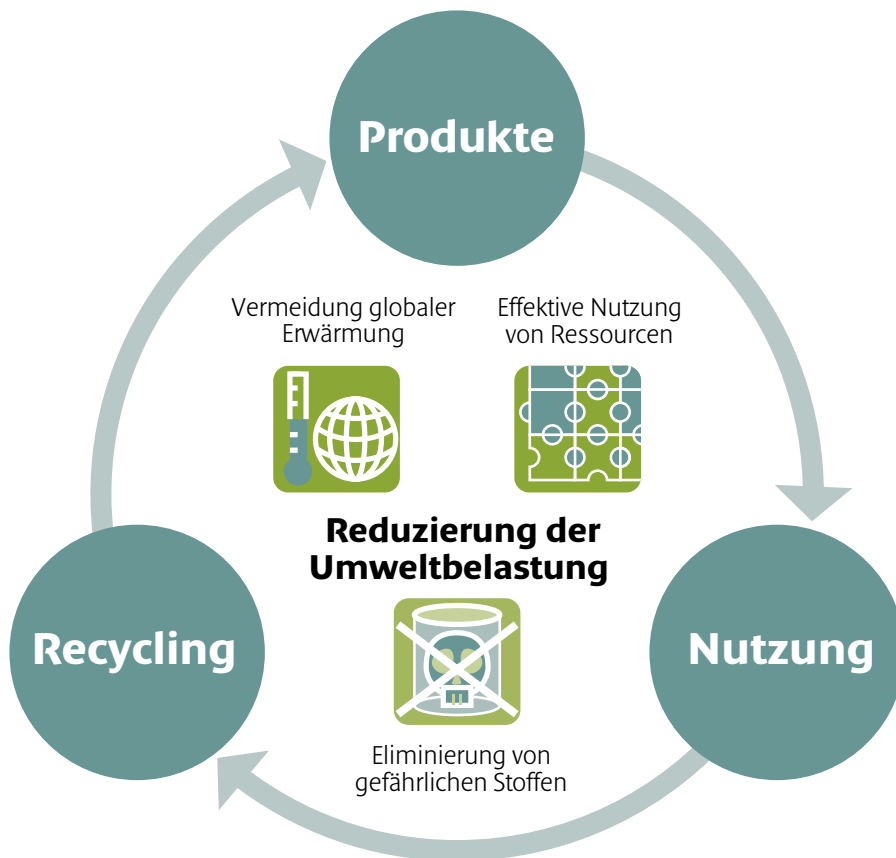 Produkte
Vermeidung globaler
Erwärmung
Effektive Nutzung
von Ressourcen
Reduzierung der
Umweltbelastung
Recycling
Nutzung
Eliminierung von
gefährlichen Stoffen